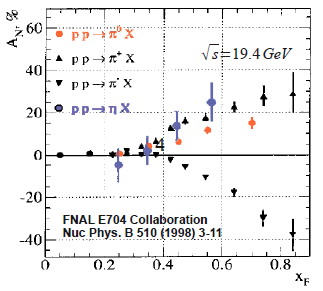 A_N, %
60
40
20
0
-20
-40
p p → π⁰ X
p p → π⁺ X
p p → π⁻ X
p p → η X
√s = 19.4 GeV
FNAL E704 Collaboration
Nuc Phys. B 510 (1998) 3-11
0 0.2 0.4 0.6 0.8
x_F